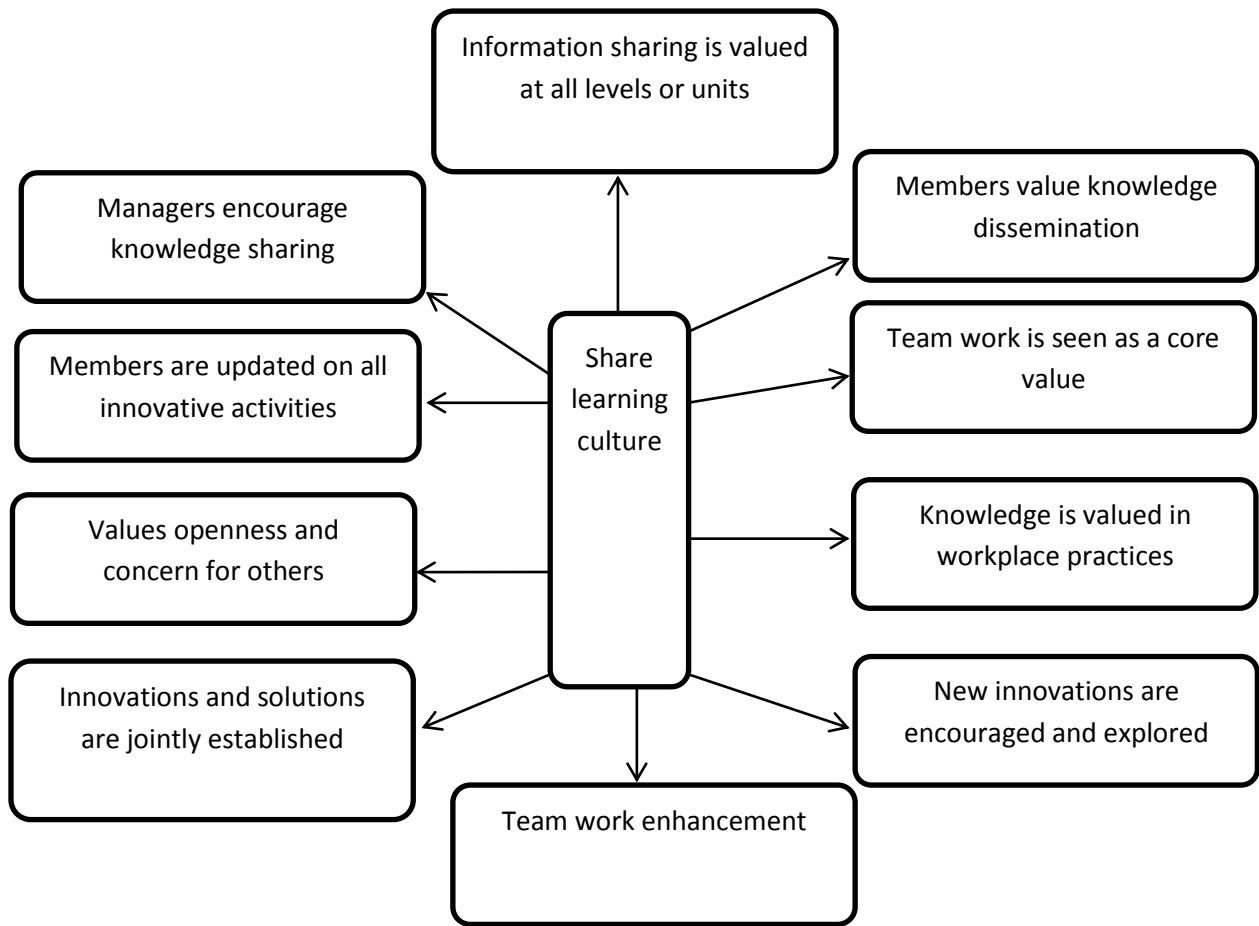 Information sharing is valued
at all levels or units
Managers encourage
knowledge sharing
Members value knowledge
dissemination
Members are updated on all
innovative activities
Share
learning
culture
Team work is seen as a core
value
Values openness and
concern for others
Knowledge is valued in
workplace practices
Innovations and solutions
are jointly established
New innovations are
encouraged and explored
Team work enhancement